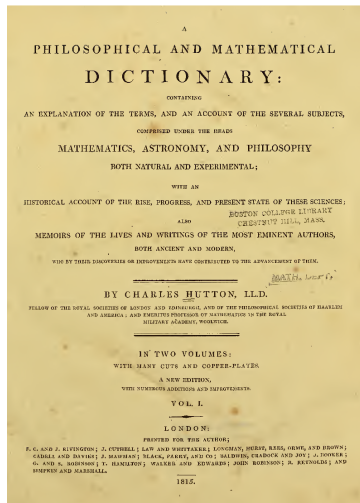 A
PHILOSOPHICAL AND MATHEMATICAL
DICTIONARY:
CONTAINING
AN EXPLANATION OF THE TERMS, AND AN ACCOUNT OF THE SEVERAL SUBJECTS,
COMPRISED UNDER THE HEADS
MATHEMATICS, ASTRONOMY, AND PHILOSOPHY
BOTH NATURAL AND EXPERIMENTAL;
WITH AN
HISTORICAL ACCOUNT OF THE RISE, PROGRESS, AND PRESENT STATE OF THESE SCIENCES;
ALSO
BOSTON COLLEGE LIBRARY
CHESTNUT HILL, MASS.
MEMOIRS OF THE LIVES AND WRITINGS OF THE MOST EMINENT AUTHORS,
BOTH ANCIENT AND MODERN,
WHO BY THEIR DISCOVERIES OR IMPROVEMENTS HAVE CONTRIBUTED TO THE ADVANCEMENT OF THEM.
MATH.
BY CHARLES HUTTON, LL.D.
FELLOW OF THE ROYAL SOCIETIES OF LONDON AND EDINBURGH, AND OF THE PHILOSOPHICAL SOCIETIES OF HAARLEM
AND AMERICA; AND EMERITUS PROFESSOR OF MATHEMATICS IN THE ROYAL
MILITARY ACADEMY, WOOLWICH.
IN TWO VOLUMES:
WITH MANY CUTS AND COPPER-PLATES.
A NEW EDITION,
WITH NUMEROUS ADDITIONS AND IMPROVEMENTS.
VOL. I.
LONDON:
PRINTED FOR THE AUTHOR;
F. C. AND J. RIVINGTON; J. CUTHELL; LAW AND WHITTAKER; LONGMAN, HURST, REES, ORME, AND BROWN;
CADELL AND DAVIES; J. MAWMAN; BLACK, PARRY, AND CO; BALDWIN, CRADOCK AND JOY; J. BOOKER;
G. AND S. ROBINSON; T. HAMILTON; WALKER AND EDWARDS; JOHN ROBINSON; B. REYNOLDS; AND
SIMPKIN AND MARSHALL.
1815.